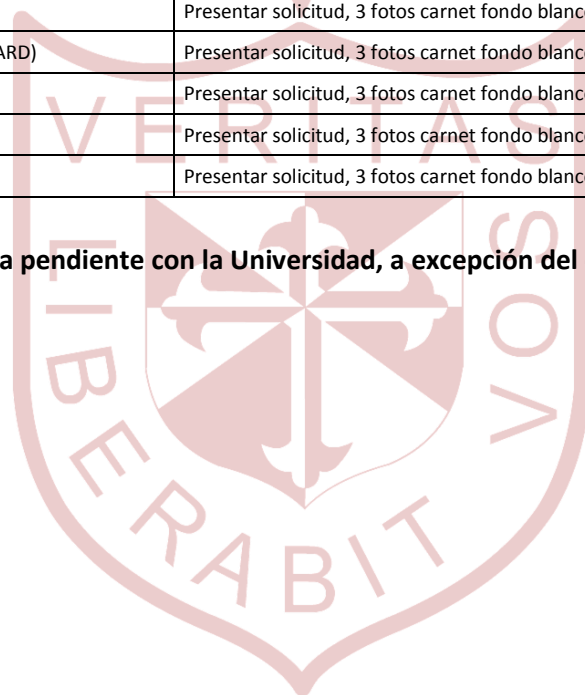 Presentar solicitud, 3 fotos carnet fondo blanc
ARD) Presentar solicitud, 3 fotos carnet fondo blanc
Presentar solicitud, 3 fotos carnet fondo blanc
Presentar solicitud, 3 fotos carnet fondo blanc
Presentar solicitud, 3 fotos carnet fondo blanc
a pendiente con la Universidad, a excepción del
VERITAS
LIBERABIT
VOS